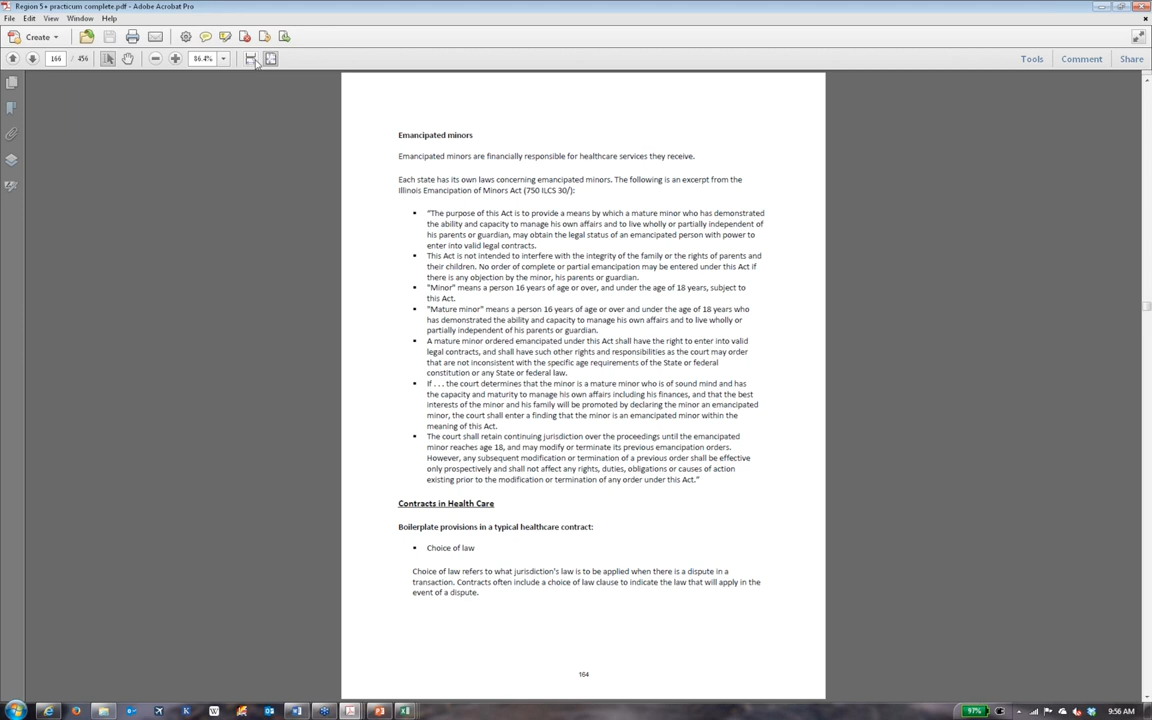 Region 5+ practicum complete.pdf - Adobe Acrobat Pro
File Edit View Window Help
Create
166 / 456 86.4% Tools Comment Share
Emancipated minors
Emancipated minors are financially responsible for healthcare services they receive.
Each state has its own laws concerning emancipated minors. The following is an excerpt from the
Illinois Emancipation of Minors Act (750 ILCS 30/):
▪ "The purpose of this Act is to provide a means by which a mature minor who has demonstrated
the ability and capacity to manage his own affairs and to live wholly or partially independent of
his parents or guardian, may obtain the legal status of an emancipated person with power to
enter into valid legal contracts.
▪ This Act is not intended to interfere with the integrity of the family or the rights of parents and
their children. No order of complete or partial emancipation may be entered under this Act if
there is any objection by the minor, his parents or guardian.
▪ "Minor" means a person 16 years of age or over, and under the age of 18 years, subject to
this Act.
▪ "Mature minor" means a person 16 years of age or over and under the age of 18 years who
has demonstrated the ability and capacity to manage his own affairs and to live wholly or
partially independent of his parents or guardian.
▪ A mature minor ordered emancipated under this Act shall have the right to enter into valid
legal contracts, and shall have such other rights and responsibilities as the court may order
that are not inconsistent with the specific age requirements of the State or federal
constitution or any State or federal law.
▪ If . . . the court determines that the minor is a mature minor who is of sound mind and has
the capacity and maturity to manage his own affairs including his finances, and that the best
interests of the minor and his family will be promoted by declaring the minor an emancipated
minor, the court shall enter a finding that the minor is an emancipated minor within the
meaning of this Act.
▪ The court shall retain continuing jurisdiction over the proceedings until the emancipated
minor reaches age 18, and may modify or terminate its previous emancipation orders.
However, any subsequent modification or termination of a previous order shall be effective
only prospectively and shall not affect any rights, duties, obligations or causes of action
existing prior to the modification or termination of any order under this Act."
Contracts in Health Care
Boilerplate provisions in a typical healthcare contract:
▪ Choice of law
Choice of law refers to what jurisdiction's law is to be applied when there is a dispute in a
transaction. Contracts often include a choice of law clause to indicate the law that will apply in the
event of a dispute.
164
97% 9:56 AM